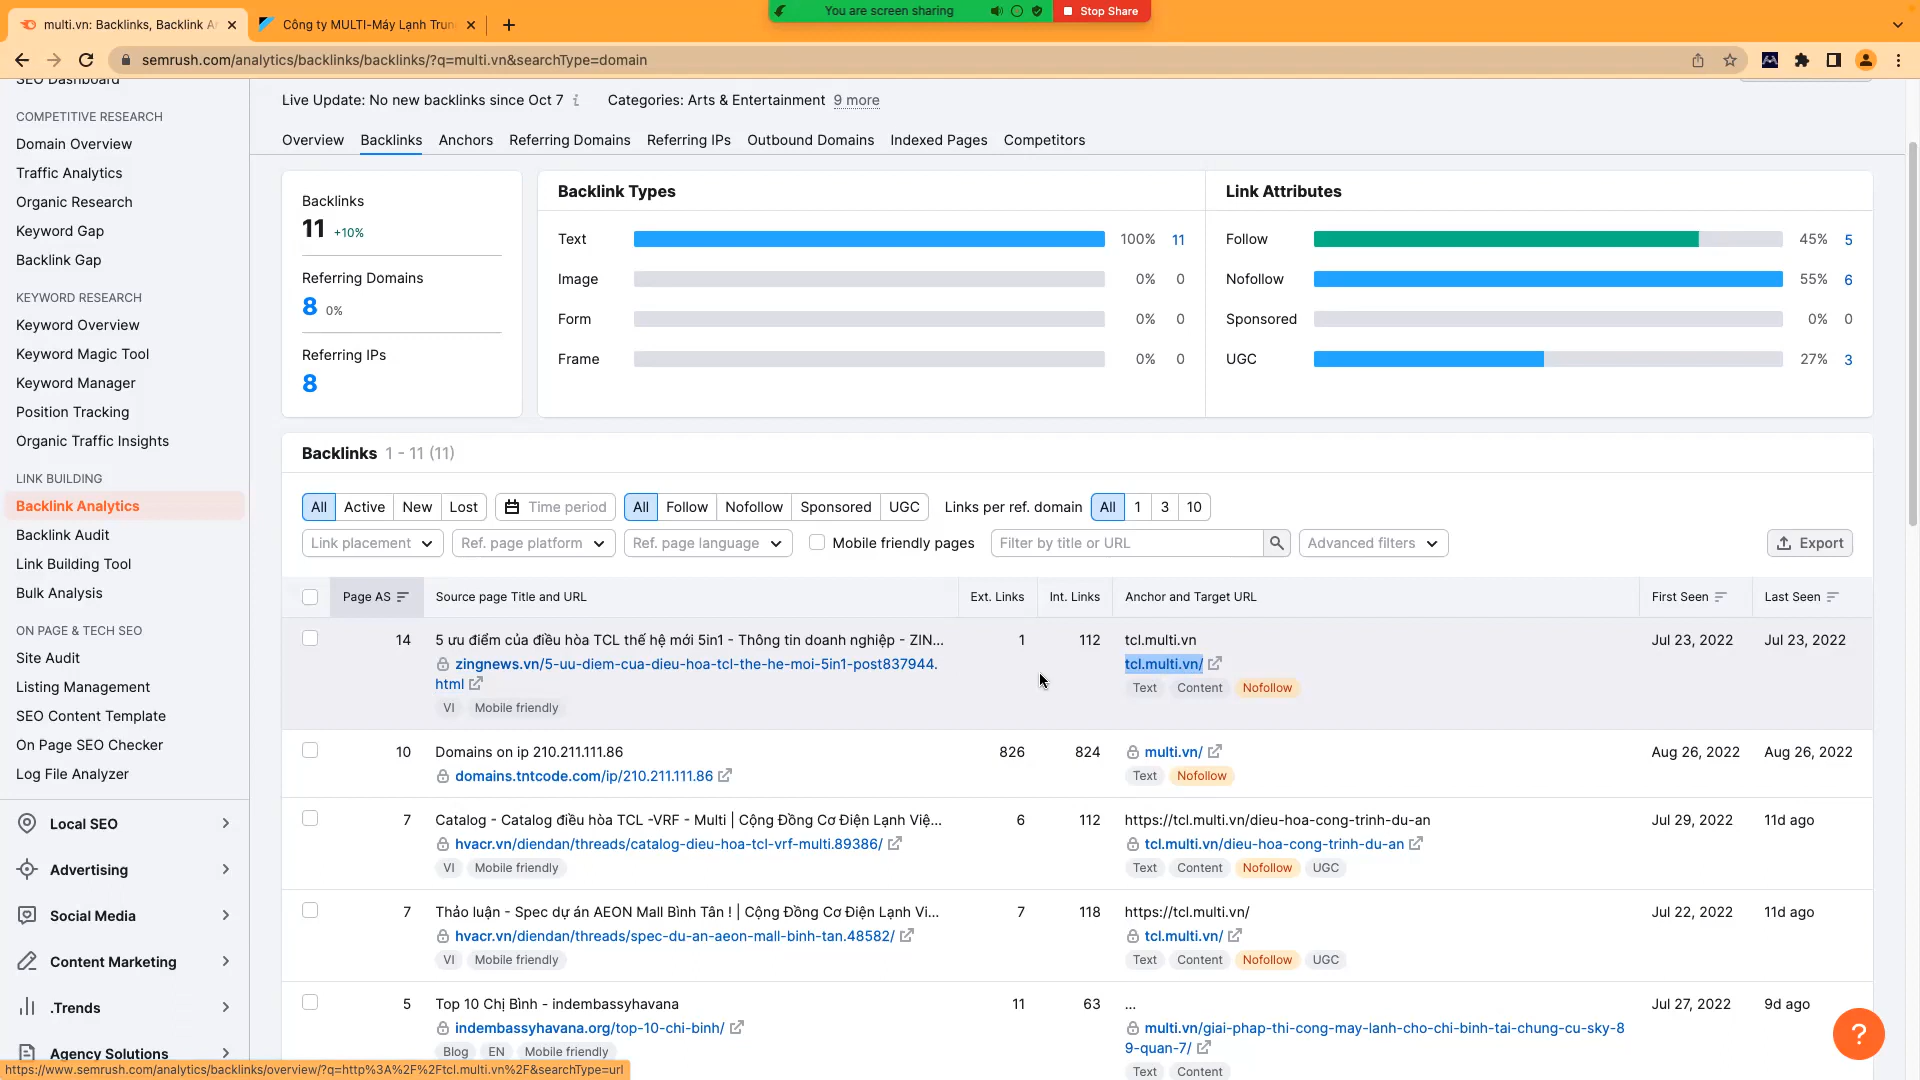 multi.vn: Backlinks, Backlink A
Công ty MULTI-Máy Lạnh Trun
You are screen sharing
Stop Share
semrush.com/analytics/backlinks/backlinks/?q=multi.vn&searchType=domain
SEO Dashboard
COMPETITIVE RESEARCH
Domain Overview
Traffic Analytics
Organic Research
Keyword Gap
Backlink Gap
KEYWORD RESEARCH
Keyword Overview
Keyword Magic Tool
Keyword Manager
Position Tracking
Organic Traffic Insights
LINK BUILDING
Backlink Analytics
Backlink Audit
Link Building Tool
Bulk Analysis
ON PAGE & TECH SEO
Site Audit
Listing Management
SEO Content Template
On Page SEO Checker
Log File Analyzer
Local SEO
Advertising
Social Media
Content Marketing
.Trends
Agency Solutions
Live Update: No new backlinks since Oct 7 i Categories: Arts & Entertainment 9 more
Overview Backlinks Anchors Referring Domains Referring IPs Outbound Domains Indexed Pages Competitors
Backlinks
11 +10%
Referring Domains
8 0%
Referring IPs
8
Backlink Types
Text 100% 11
Image 0% 0
Form 0% 0
Frame 0% 0
Link Attributes
Follow 45% 5
Nofollow 55% 6
Sponsored 0% 0
UGC 27% 3
Backlinks 1 - 11 (11)
All Active New Lost Time period All Follow Nofollow Sponsored UGC Links per ref. domain All 1 3 10
Link placement Ref. page platform Ref. page language Mobile friendly pages Filter by title or URL Advanced filters Export
Page AS Source page Title and URL Ext. Links Int. Links Anchor and Target URL First Seen Last Seen
14 5 ưu điểm của điều hòa TCL thế hệ mới 5in1 - Thông tin doanh nghiệp - ZIN... 1 112 tcl.multi.vn Jul 23, 2022 Jul 23, 2022
zingnews.vn/5-uu-diem-cua-dieu-hoa-tcl-the-he-moi-5in1-post837944. tcl.multi.vn/
html Text Content Nofollow
VI Mobile friendly
10 Domains on ip 210.211.111.86 826 824 multi.vn/ Aug 26, 2022 Aug 26, 2022
domains.tntcode.com/ip/210.211.111.86 Text Nofollow
7 Catalog - Catalog điều hòa TCL -VRF - Multi | Cộng Đồng Cơ Điện Lạnh Việ... 6 112 https://tcl.multi.vn/dieu-hoa-cong-trinh-du-an Jul 29, 2022 11d ago
hvacr.vn/diendan/threads/catalog-dieu-hoa-tcl-vrf-multi.89386/ tcl.multi.vn/dieu-hoa-cong-trinh-du-an
VI Mobile friendly Text Content Nofollow UGC
7 Thảo luận - Spec dự án AEON Mall Bình Tân ! | Cộng Đồng Cơ Điện Lạnh Vi... 7 118 https://tcl.multi.vn/ Jul 22, 2022 11d ago
hvacr.vn/diendan/threads/spec-du-an-aeon-mall-binh-tan.48582/ tcl.multi.vn/
VI Mobile friendly Text Content Nofollow UGC
5 Top 10 Chị Bình - indembassyhavana 11 63 ... Jul 27, 2022 9d ago
indembassyhavana.org/top-10-chi-binh/ multi.vn/giai-phap-thi-cong-may-lanh-cho-chi-binh-tai-chung-cu-sky-8
9-quan-7/
Blog EN Mobile friendly Text Content
?
https://www.semrush.com/analytics/backlinks/overview/?q=http%3A%2F%2Ftcl.multi.vn%2F&searchType=url